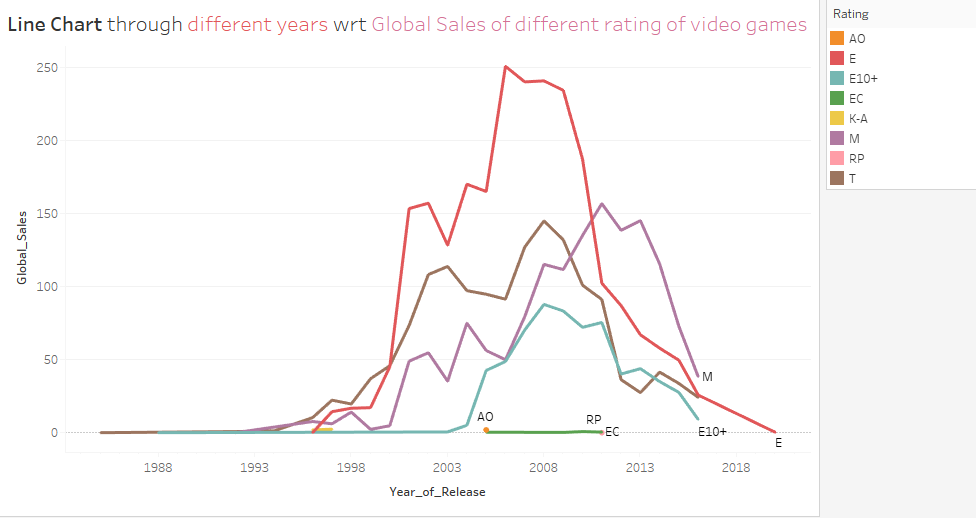 Line Chart through different years wrt Global Sales of different rating of video games
Rating
AO
E
E10+
EC
K-A
M
RP
T
250
200
150
100
50
0
Global_Sales
M
AO
RP
EC
E10+
E
1988 1993 1998 2003 2008 2013 2018
Year_of_Release